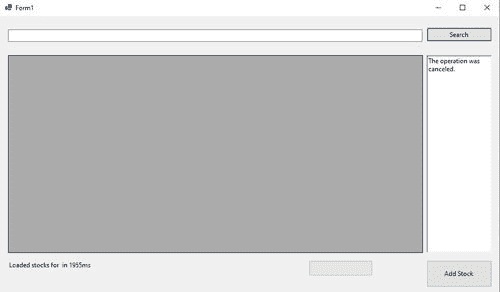 Form1
Search
The operation was
canceled.
Loaded stocks for in 1955ms
Add Stock